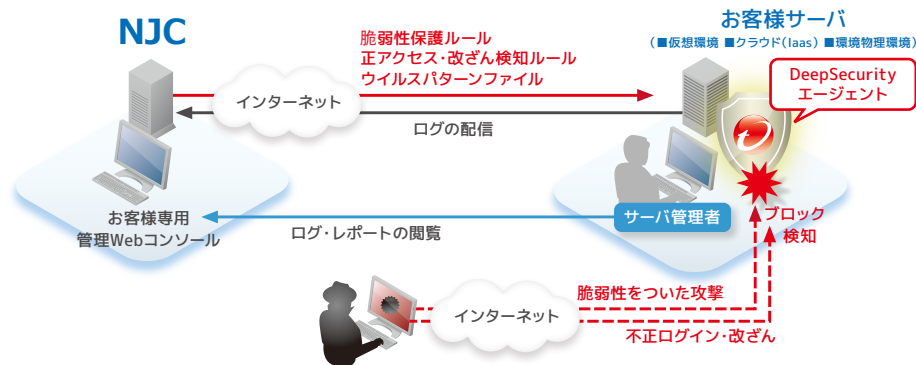 NJC
お客様サーバ
(■仮想環境 ■クラウド(Iaas) ■環境物理環境)
脆弱性保護ルール
正アクセス・改ざん検知ルール
ウイルスパターンファイル
DeepSecurity
エージェント
インターネット
ログの配信
お客様専用
管理Webコンソール
ログ・レポートの閲覧
サーバ管理者
ブロック
検知
脆弱性をついた攻撃
インターネット
不正ログイン・改ざん